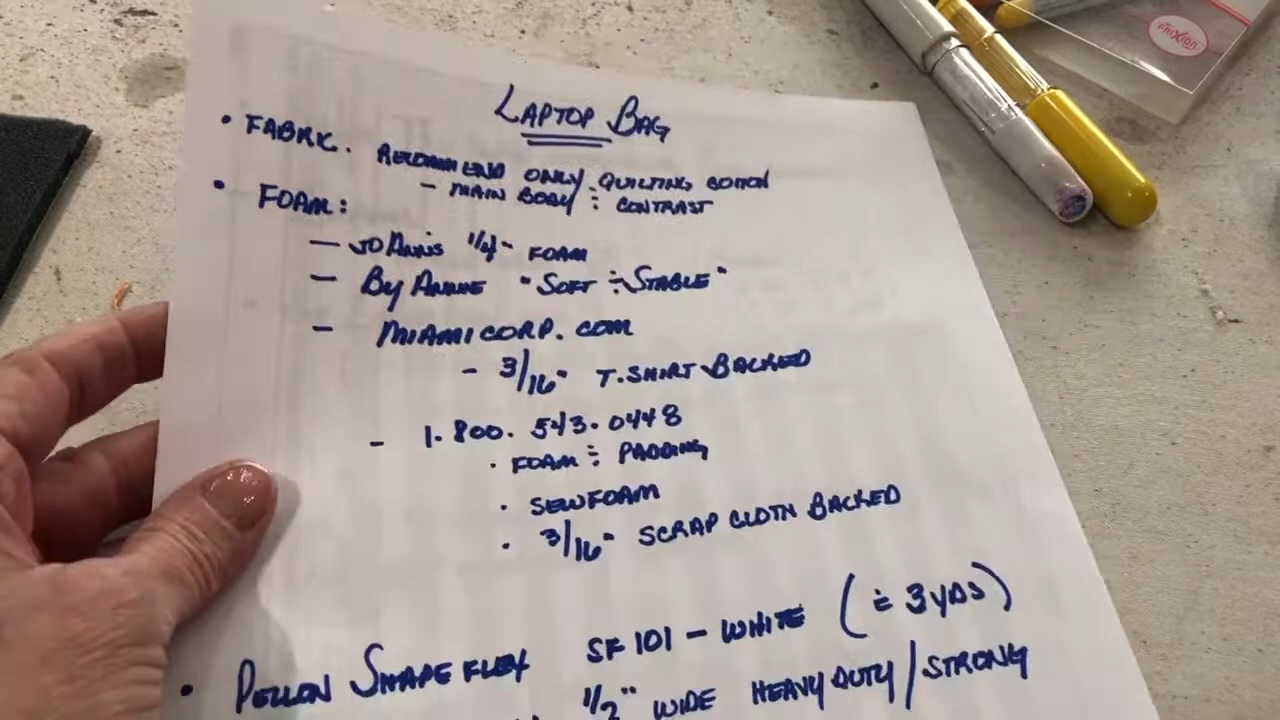 LAPTOP BAG
• FABRIC. RECOMMEND ONLY ÷ QUILTING COTTON
– MAIN BODY ÷ CONTRAST
• FOAM:
– JOANN'S 1/4" FOAM
– BY ANNIE "SOFT ÷ STABLE"
– MIAMICORP.COM
– 3/16" T.SHIRT BACKED
– 1.800.543.0448
• FOAM ÷ PADDING
• SEWFOAM
• 3/16" SCRAP CLOTH BACKED
• PELLON SHAPE FLEX SF 101 – WHITE (÷ 3 YDS)
1/2" WIDE HEAVY DUTY/STRONG
FRIXION